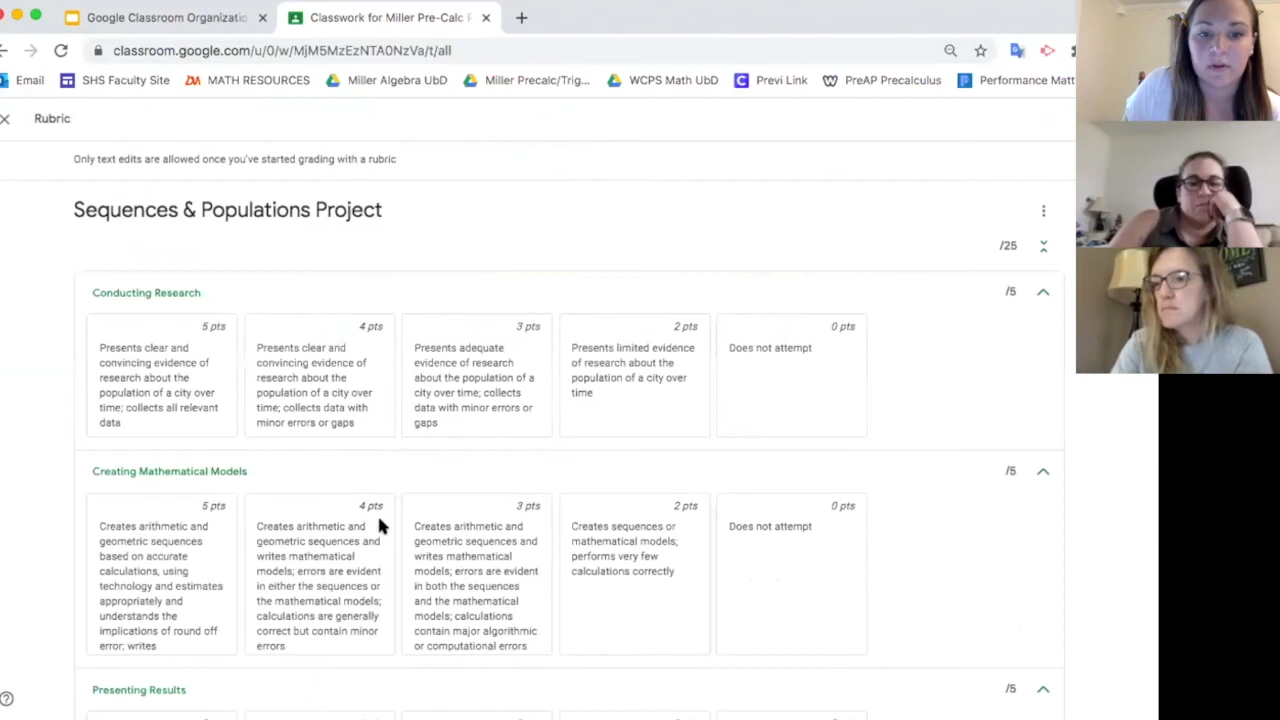 Google Classroom Organizatio
Classwork for Miller Pre-Calc
classroom.google.com/u/0/w/MjM5MzEzNTA0NzVa/t/all
Email
SHS Faculty Site
MATH RESOURCES
Miller Algebra UbD
Miller Precalc/Trig...
WCPS Math UbD
Previ Link
PreAP Precalculus
Performance Matt
Rubric
Only text edits are allowed once you've started grading with a rubric
Sequences & Populations Project
/25
Conducting Research
/5
5 pts
Presents clear and
convincing evidence of
research about the
population of a city over
time; collects all relevant
data
4 pts
Presents clear and
convincing evidence of
research about the
population of a city over
time; collects data with
minor errors or gaps
3 pts
Presents adequate
evidence of research
about the population of a
city over time; collects
data with minor errors or
gaps
2 pts
Presents limited evidence
of research about the
population of a city over
time
0 pts
Does not attempt
Creating Mathematical Models
/5
5 pts
Creates arithmetic and
geometric sequences
based on accurate
calculations, using
technology and estimates
appropriately and
understands the
implications of round off
error; writes
4 pts
Creates arithmetic and
geometric sequences and
writes mathematical
models; errors are evident
in either the sequences or
the mathematical models;
calculations are generally
correct but contain minor
errors
3 pts
Creates arithmetic and
geometric sequences and
writes mathematical
models; errors are evident
in both the sequences
and the mathematical
models; calculations
contain major algorithmic
or computational errors
2 pts
Creates sequences or
mathematical models;
performs very few
calculations correctly
0 pts
Does not attempt
Presenting Results
/5